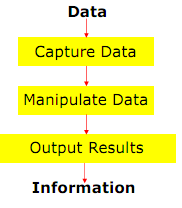 Data
Capture Data
Manipulate Data
Output Results
Information